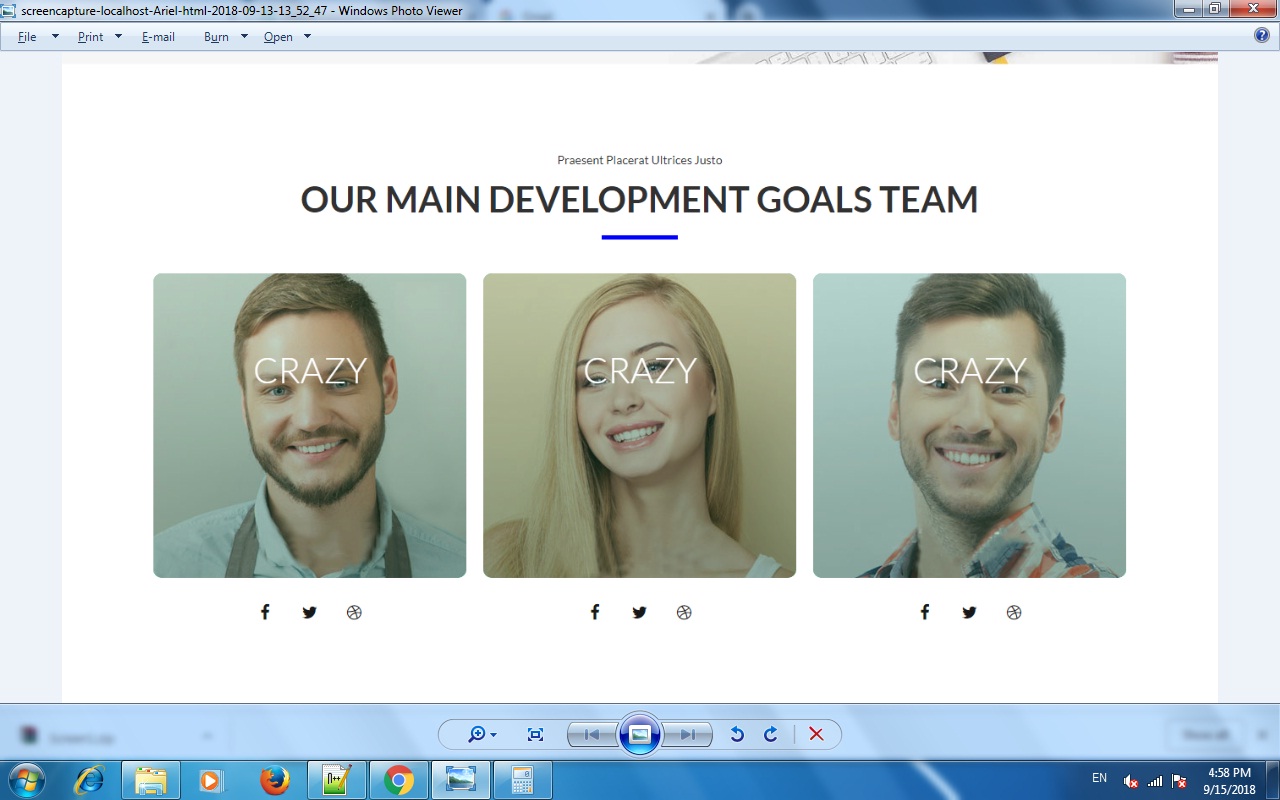 screencapture-localhost-Ariel-html-2018-09-13-13_52_47 - Windows Photo Viewer
File Print E-mail Burn Open
Praesent Placerat Ultrices Justo
OUR MAIN DEVELOPMENT GOALS TEAM
CRAZY CRAZY CRAZY
EN
4:58 PM
9/15/2018